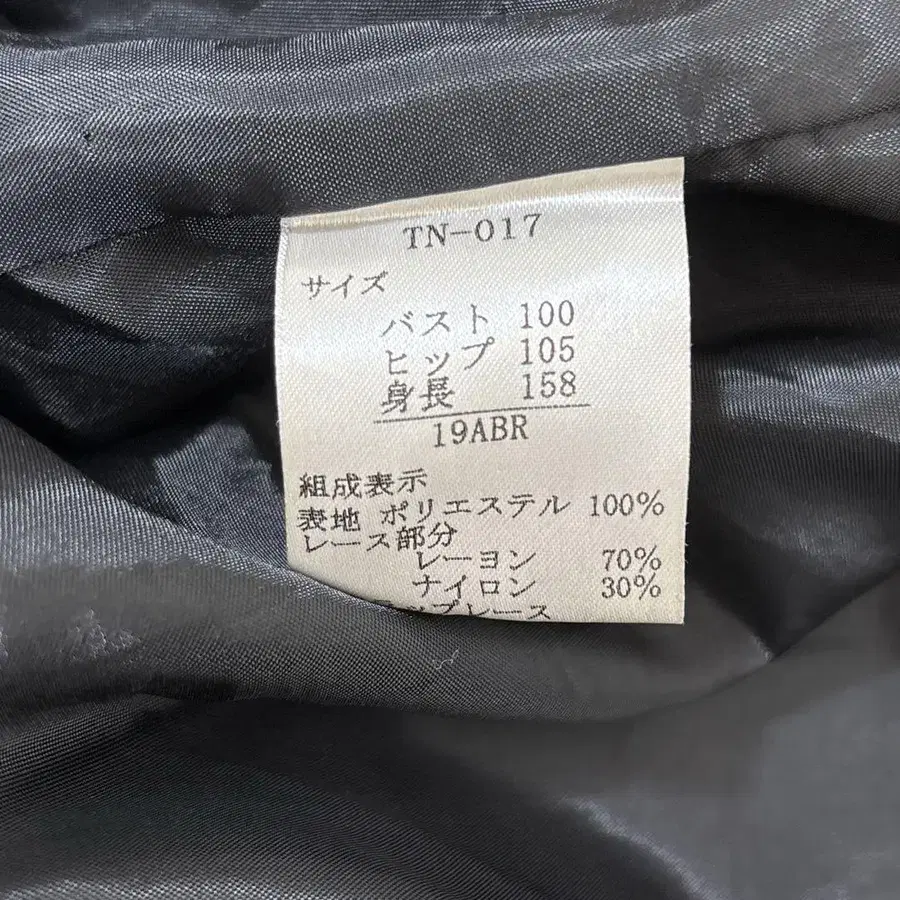 TN-017
サイズ
バスト 100
ヒップ 105
身長 158
19ABR
組成表示
表地 ポリエステル 100%
レース部分
レーヨン 70%
ナイロン 30%